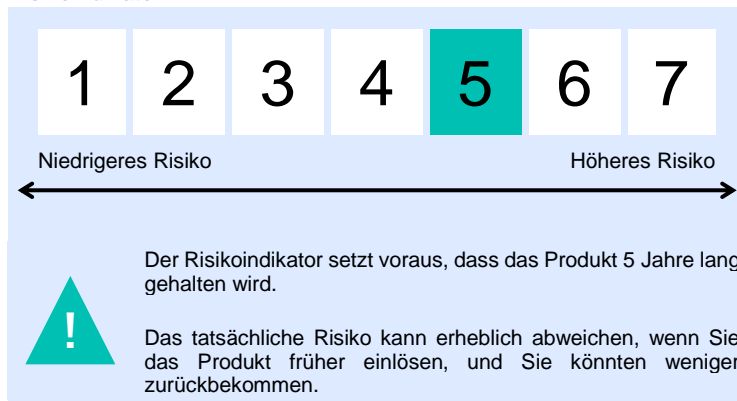 1 2 3 4 5 6 7
Niedrigeres Risiko Höheres Risiko
Der Risikoindikator setzt voraus, dass das Produkt 5 Jahre lang
gehalten wird.
!
Das tatsächliche Risiko kann erheblich abweichen, wenn Sie
das Produkt früher einlösen, und Sie könnten weniger
zurückbekommen.